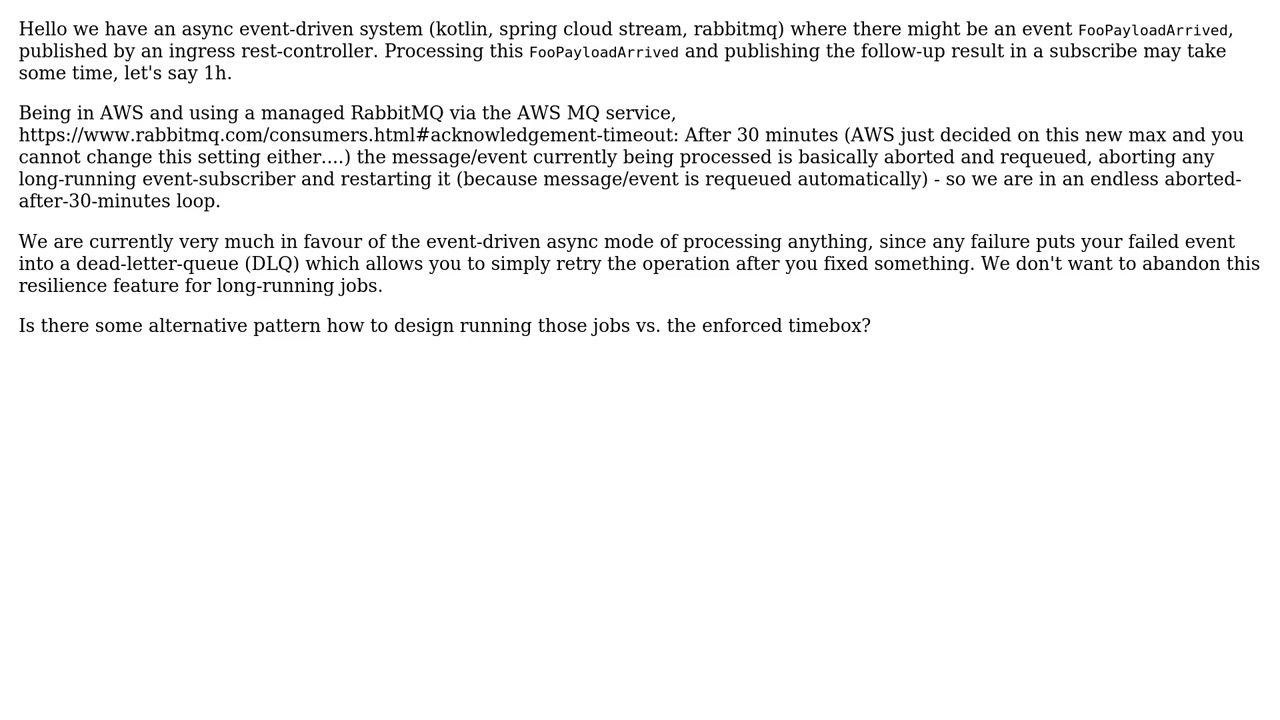 Hello we have an async event-driven system (kotlin, spring cloud stream, rabbitmq) where there might be an event FooPayloadArrived,
published by an ingress rest-controller. Processing this FooPayloadArrived and publishing the follow-up result in a subscribe may take
some time, let's say 1h.
Being in AWS and using a managed RabbitMQ via the AWS MQ service,
https://www.rabbitmq.com/consumers.html#acknowledgement-timeout: After 30 minutes (AWS just decided on this new max and you
cannot change this setting either....) the message/event currently being processed is basically aborted and requeued, aborting any
long-running event-subscriber and restarting it (because message/event is requeued automatically) - so we are in an endless aborted-
after-30-minutes loop.
We are currently very much in favour of the event-driven async mode of processing anything, since any failure puts your failed event
into a dead-letter-queue (DLQ) which allows you to simply retry the operation after you fixed something. We don't want to abandon this
resilience feature for long-running jobs.
Is there some alternative pattern how to design running those jobs vs. the enforced timebox?